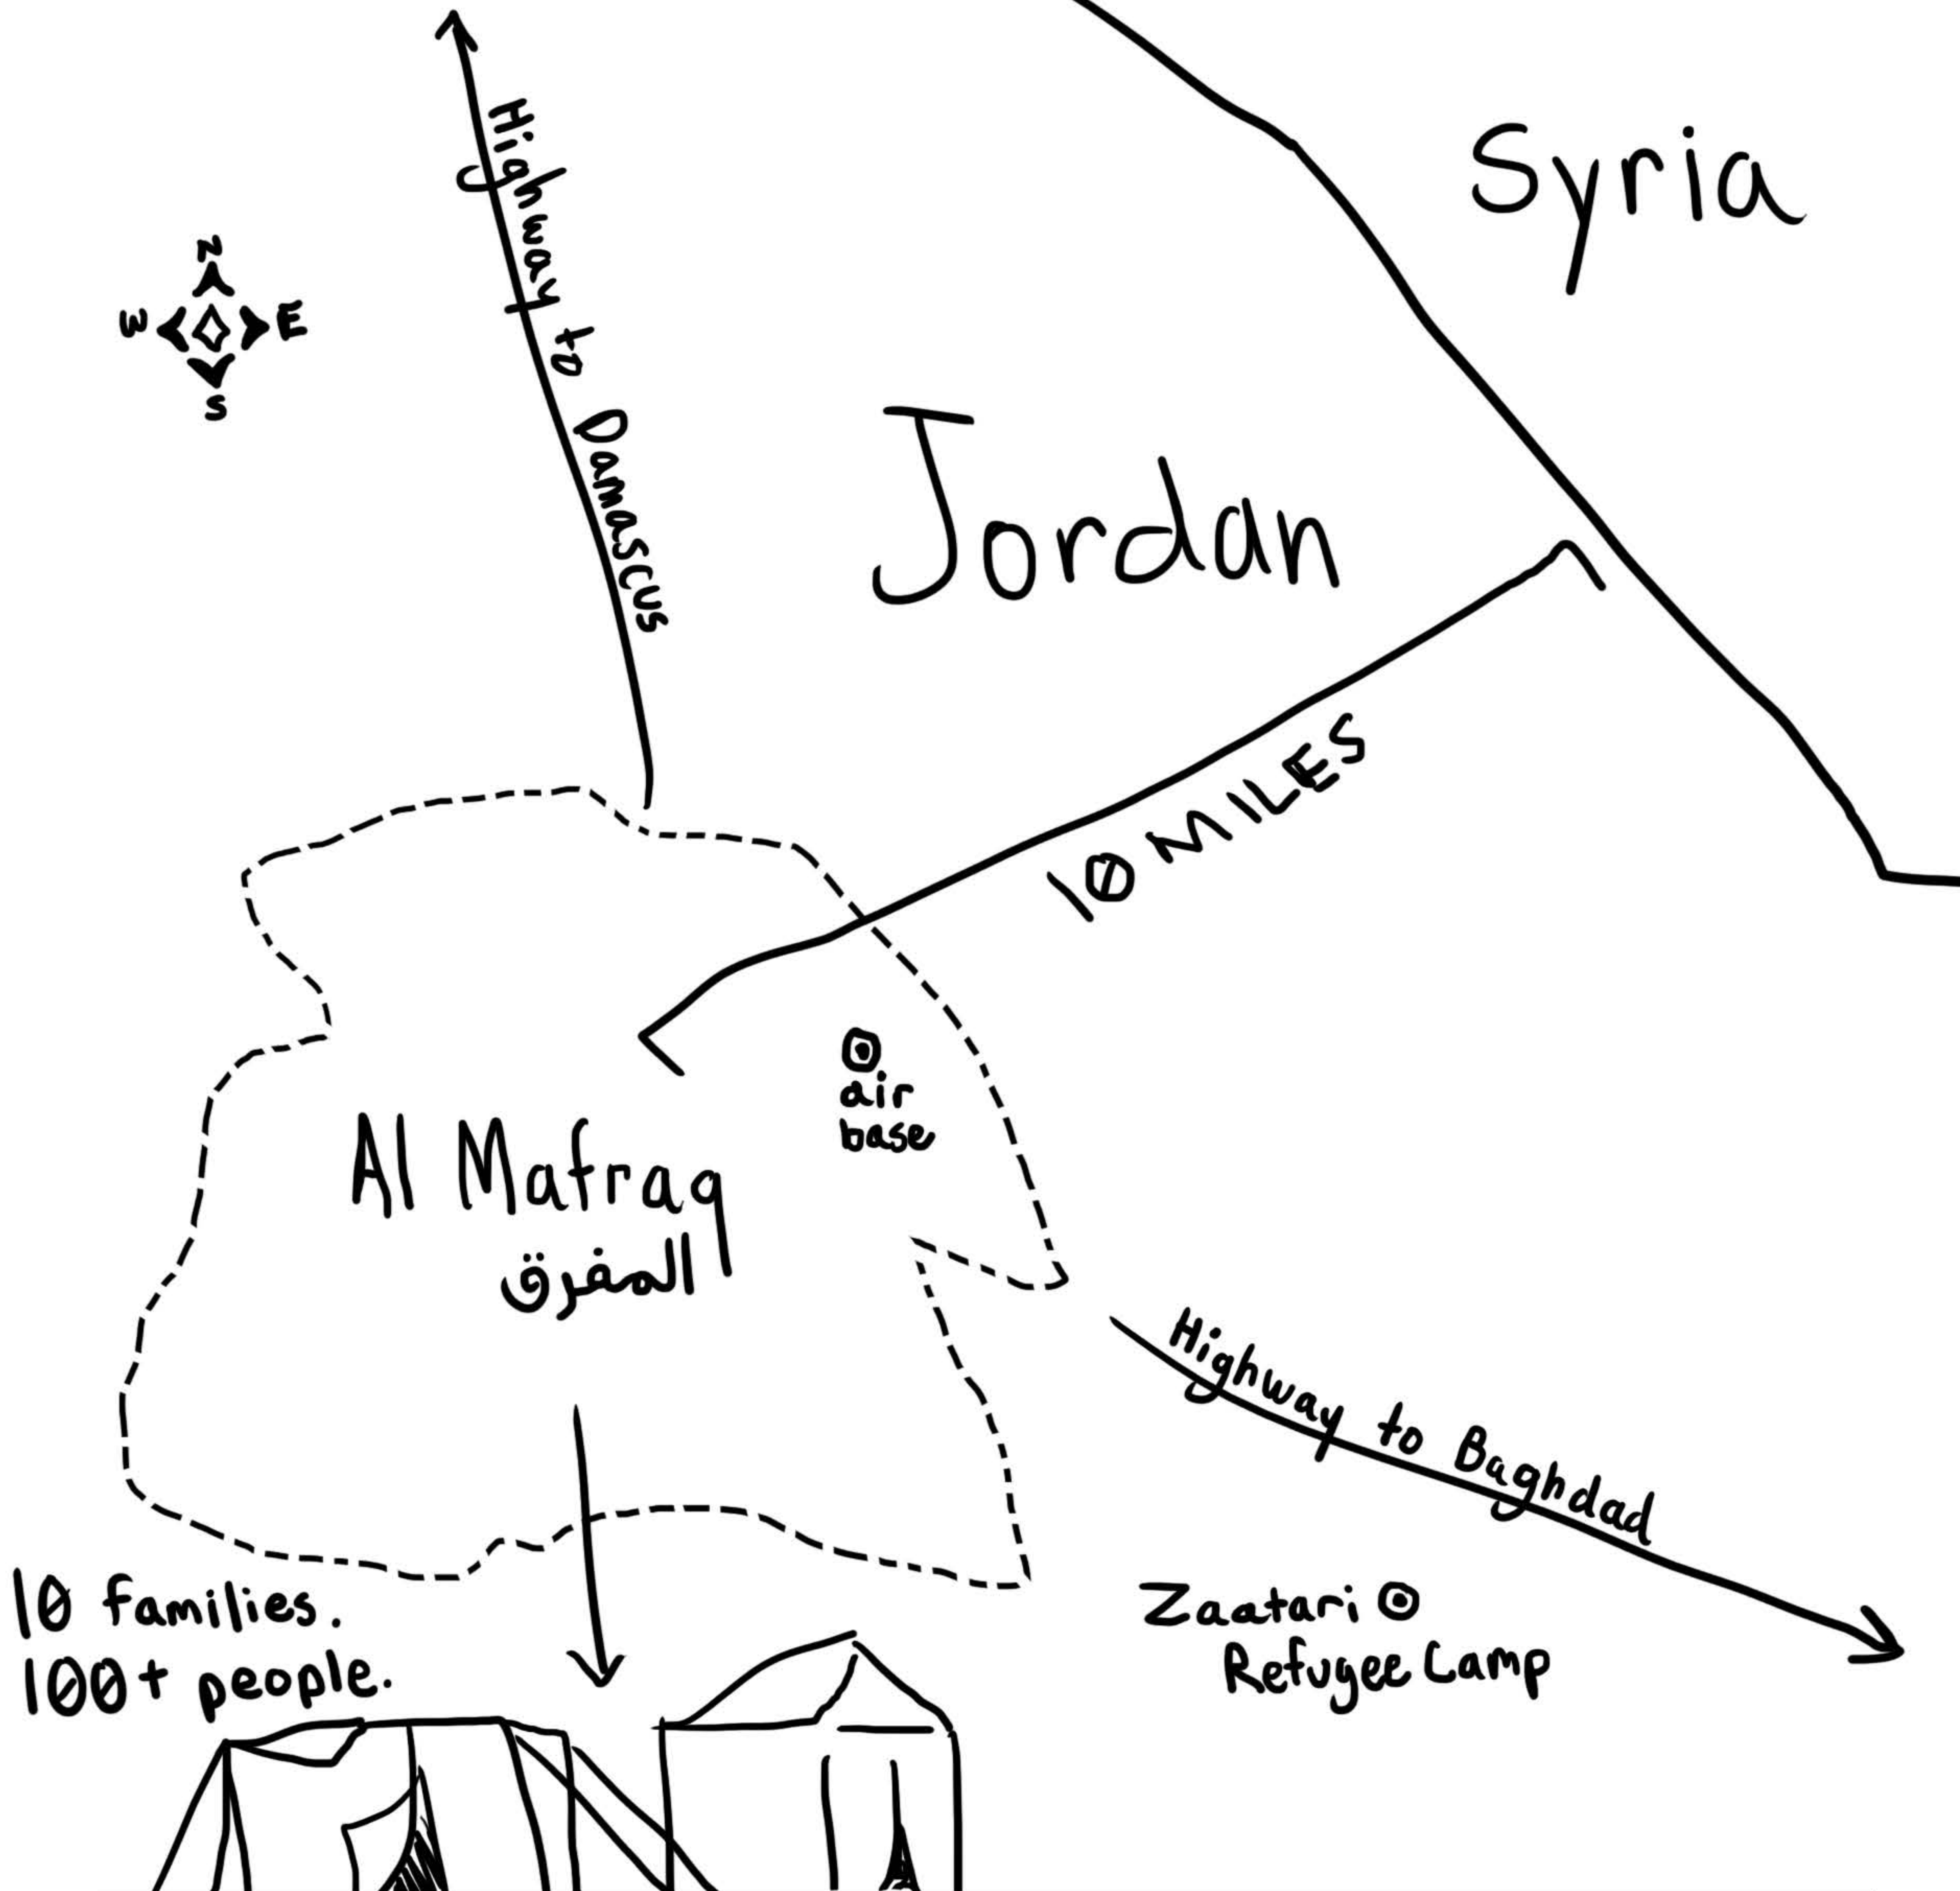 Syria
N
W E
S
Highway to Damascus
Jordan
10 MILES
air
base
Al Mafraq
المفرق
Highway to Baghdad
10 families.
100+ people.
Zaatari
Refugee Camp